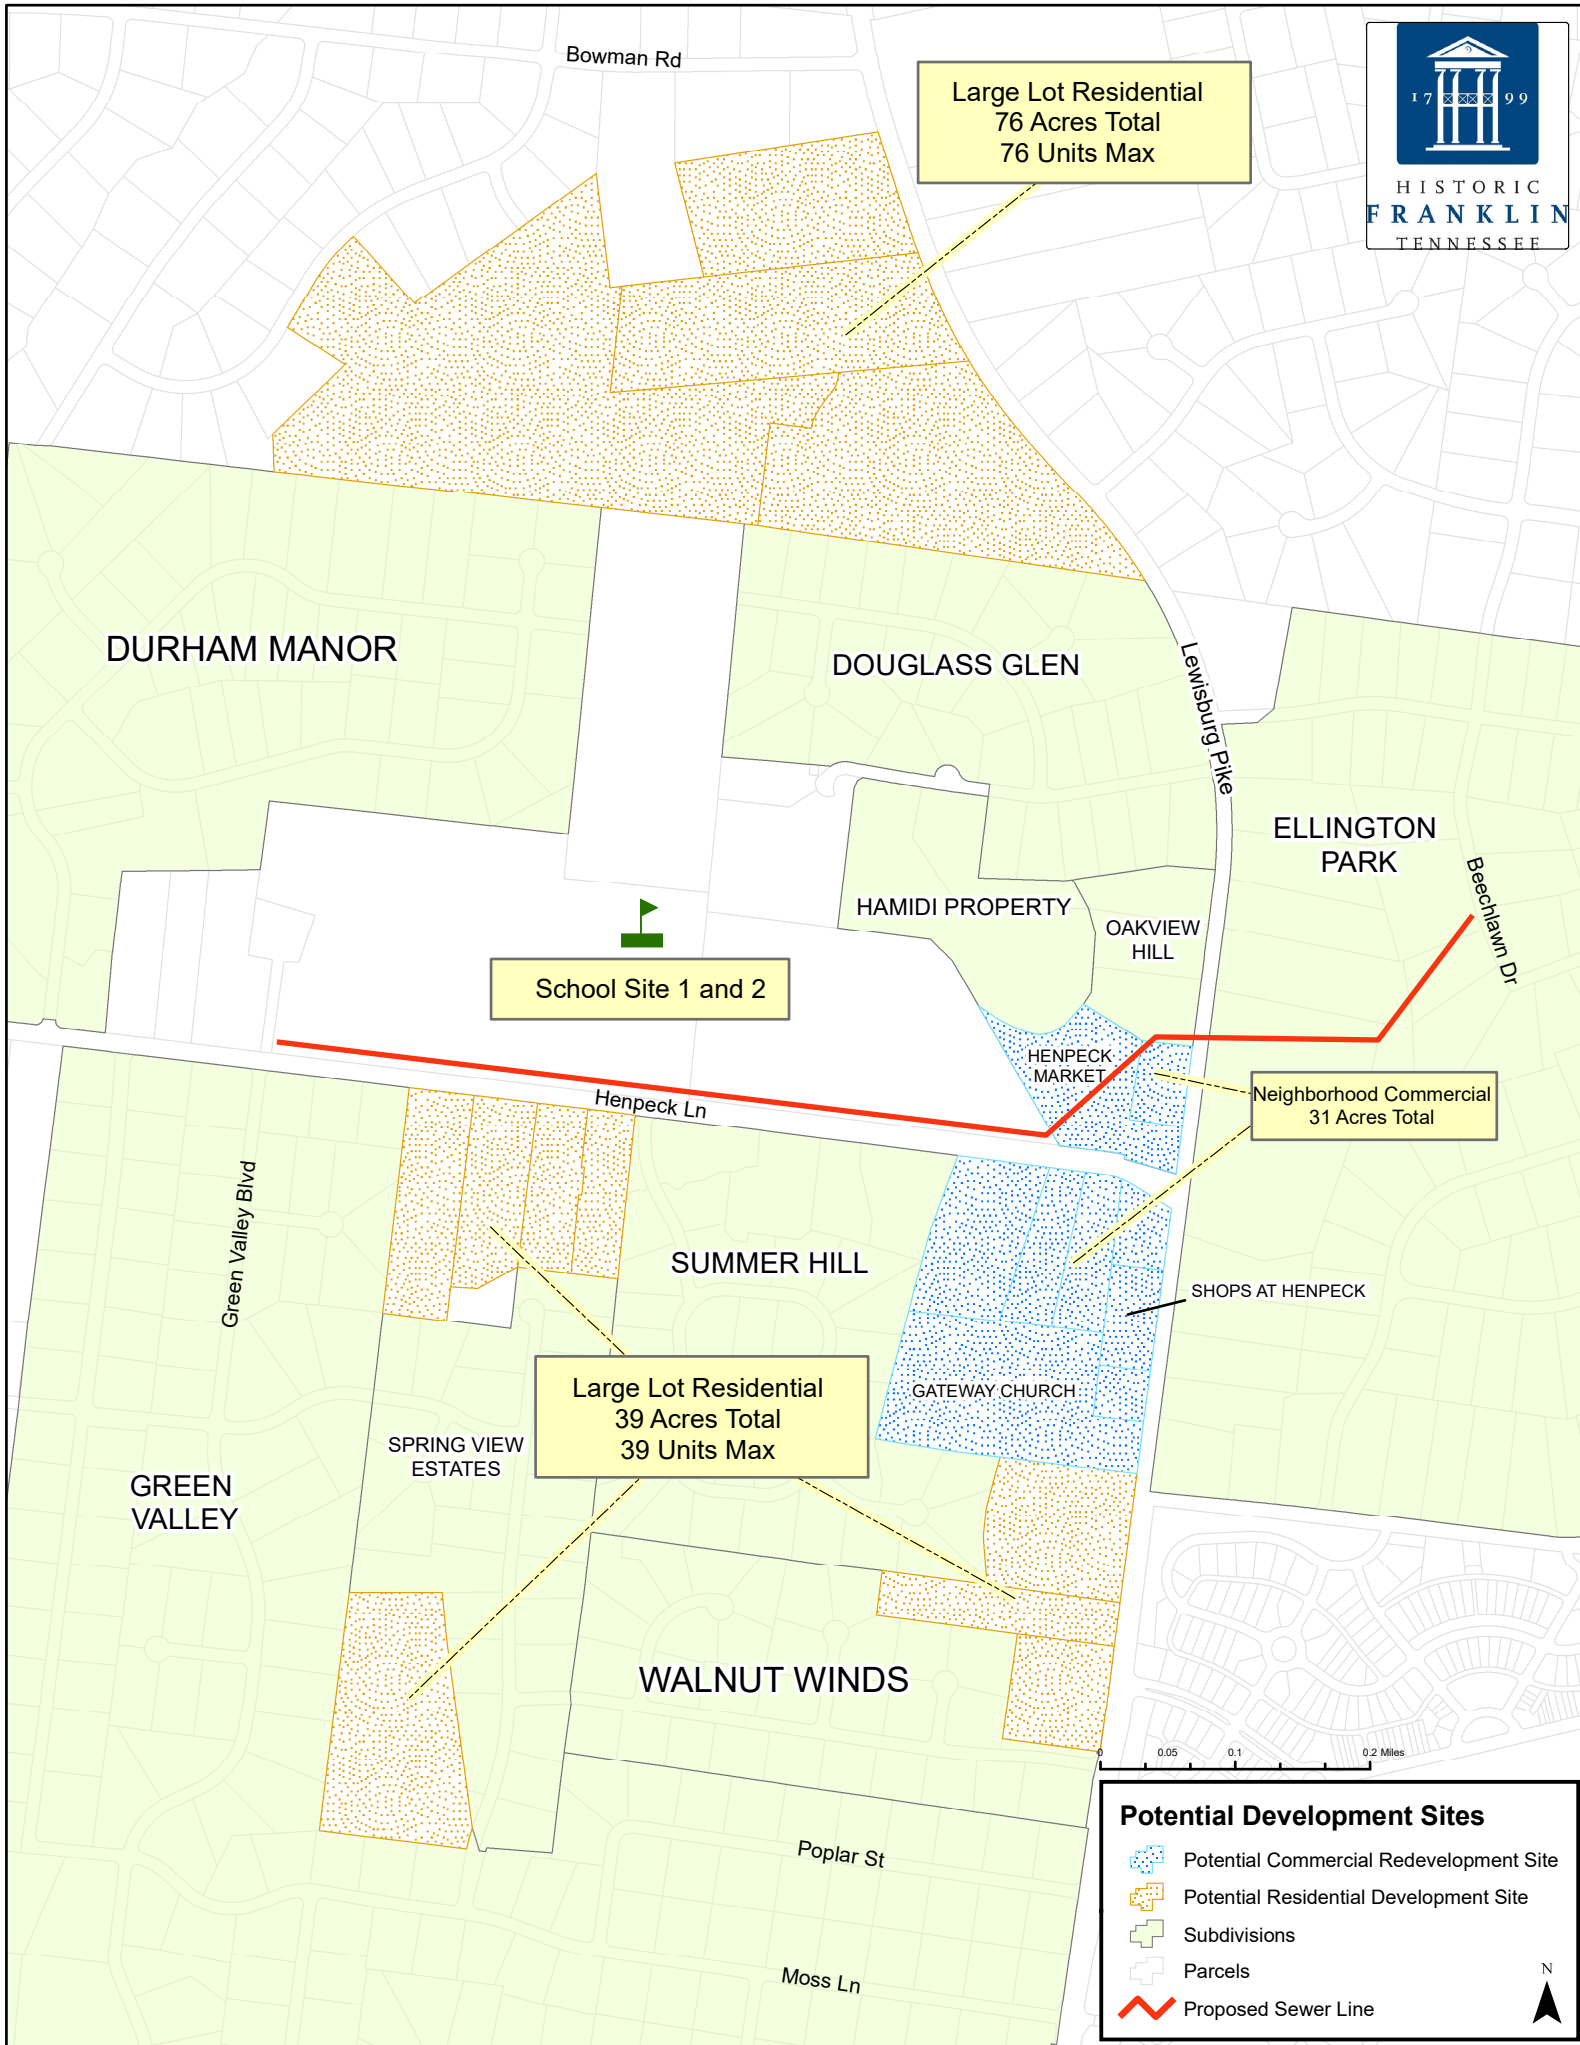 Bowman Rd
Large Lot Residential
76 Acres Total
76 Units Max
17 99
HISTORIC
FRANKLIN
TENNESSEE
DURHAM MANOR
DOUGLASS GLEN
Lewisburg Pike
ELLINGTON
PARK
Beechlawn Dr
HAMIDI PROPERTY
OAKVIEW
HILL
School Site 1 and 2
HENPECK
MARKET
Henpeck Ln
Neighborhood Commercial
31 Acres Total
Green Valley Blvd
SUMMER HILL
SHOPS AT HENPECK
Large Lot Residential
39 Acres Total
39 Units Max
GATEWAY CHURCH
SPRING VIEW
ESTATES
GREEN
VALLEY
WALNUT WINDS
0 0.05 0.1 0.2 Miles
Poplar St
Moss Ln
Potential Development Sites
Potential Commercial Redevelopment Site
Potential Residential Development Site
Subdivisions
Parcels
Proposed Sewer Line
N